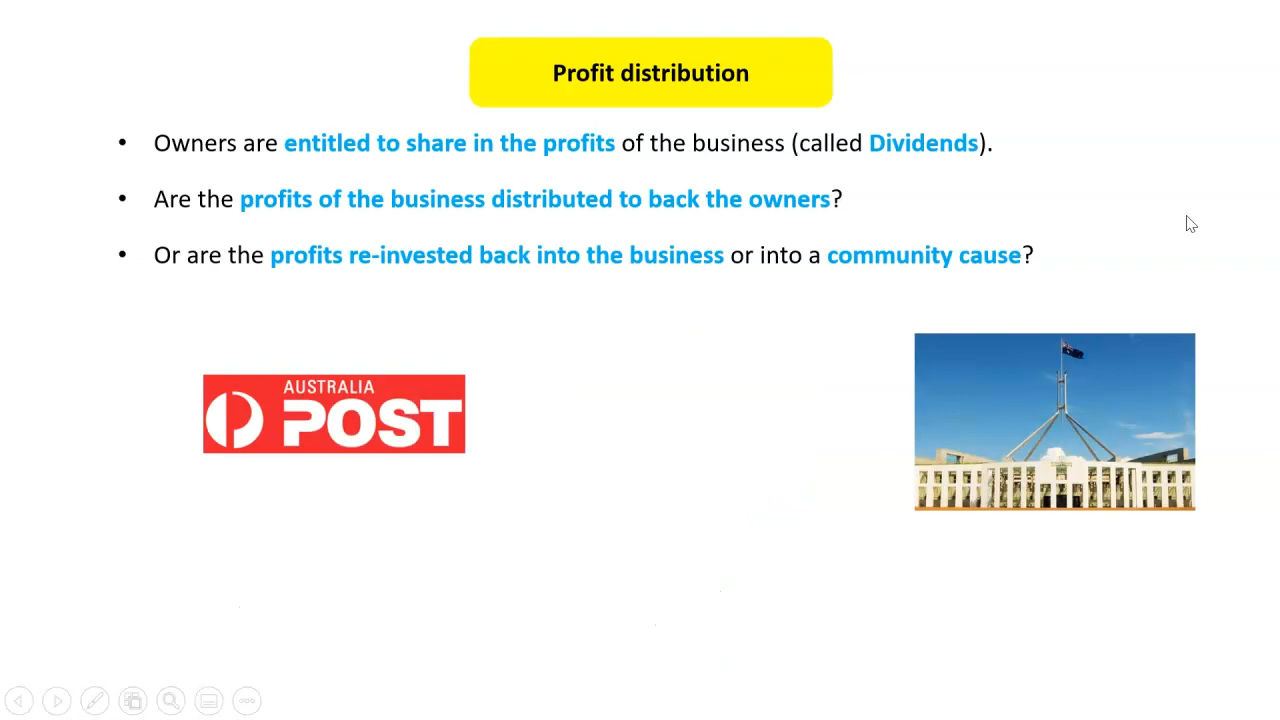 Profit distribution
• Owners are entitled to share in the profits of the business (called Dividends).
• Are the profits of the business distributed to back the owners?
• Or are the profits re-invested back into the business or into a community cause?
AUSTRALIA
POST